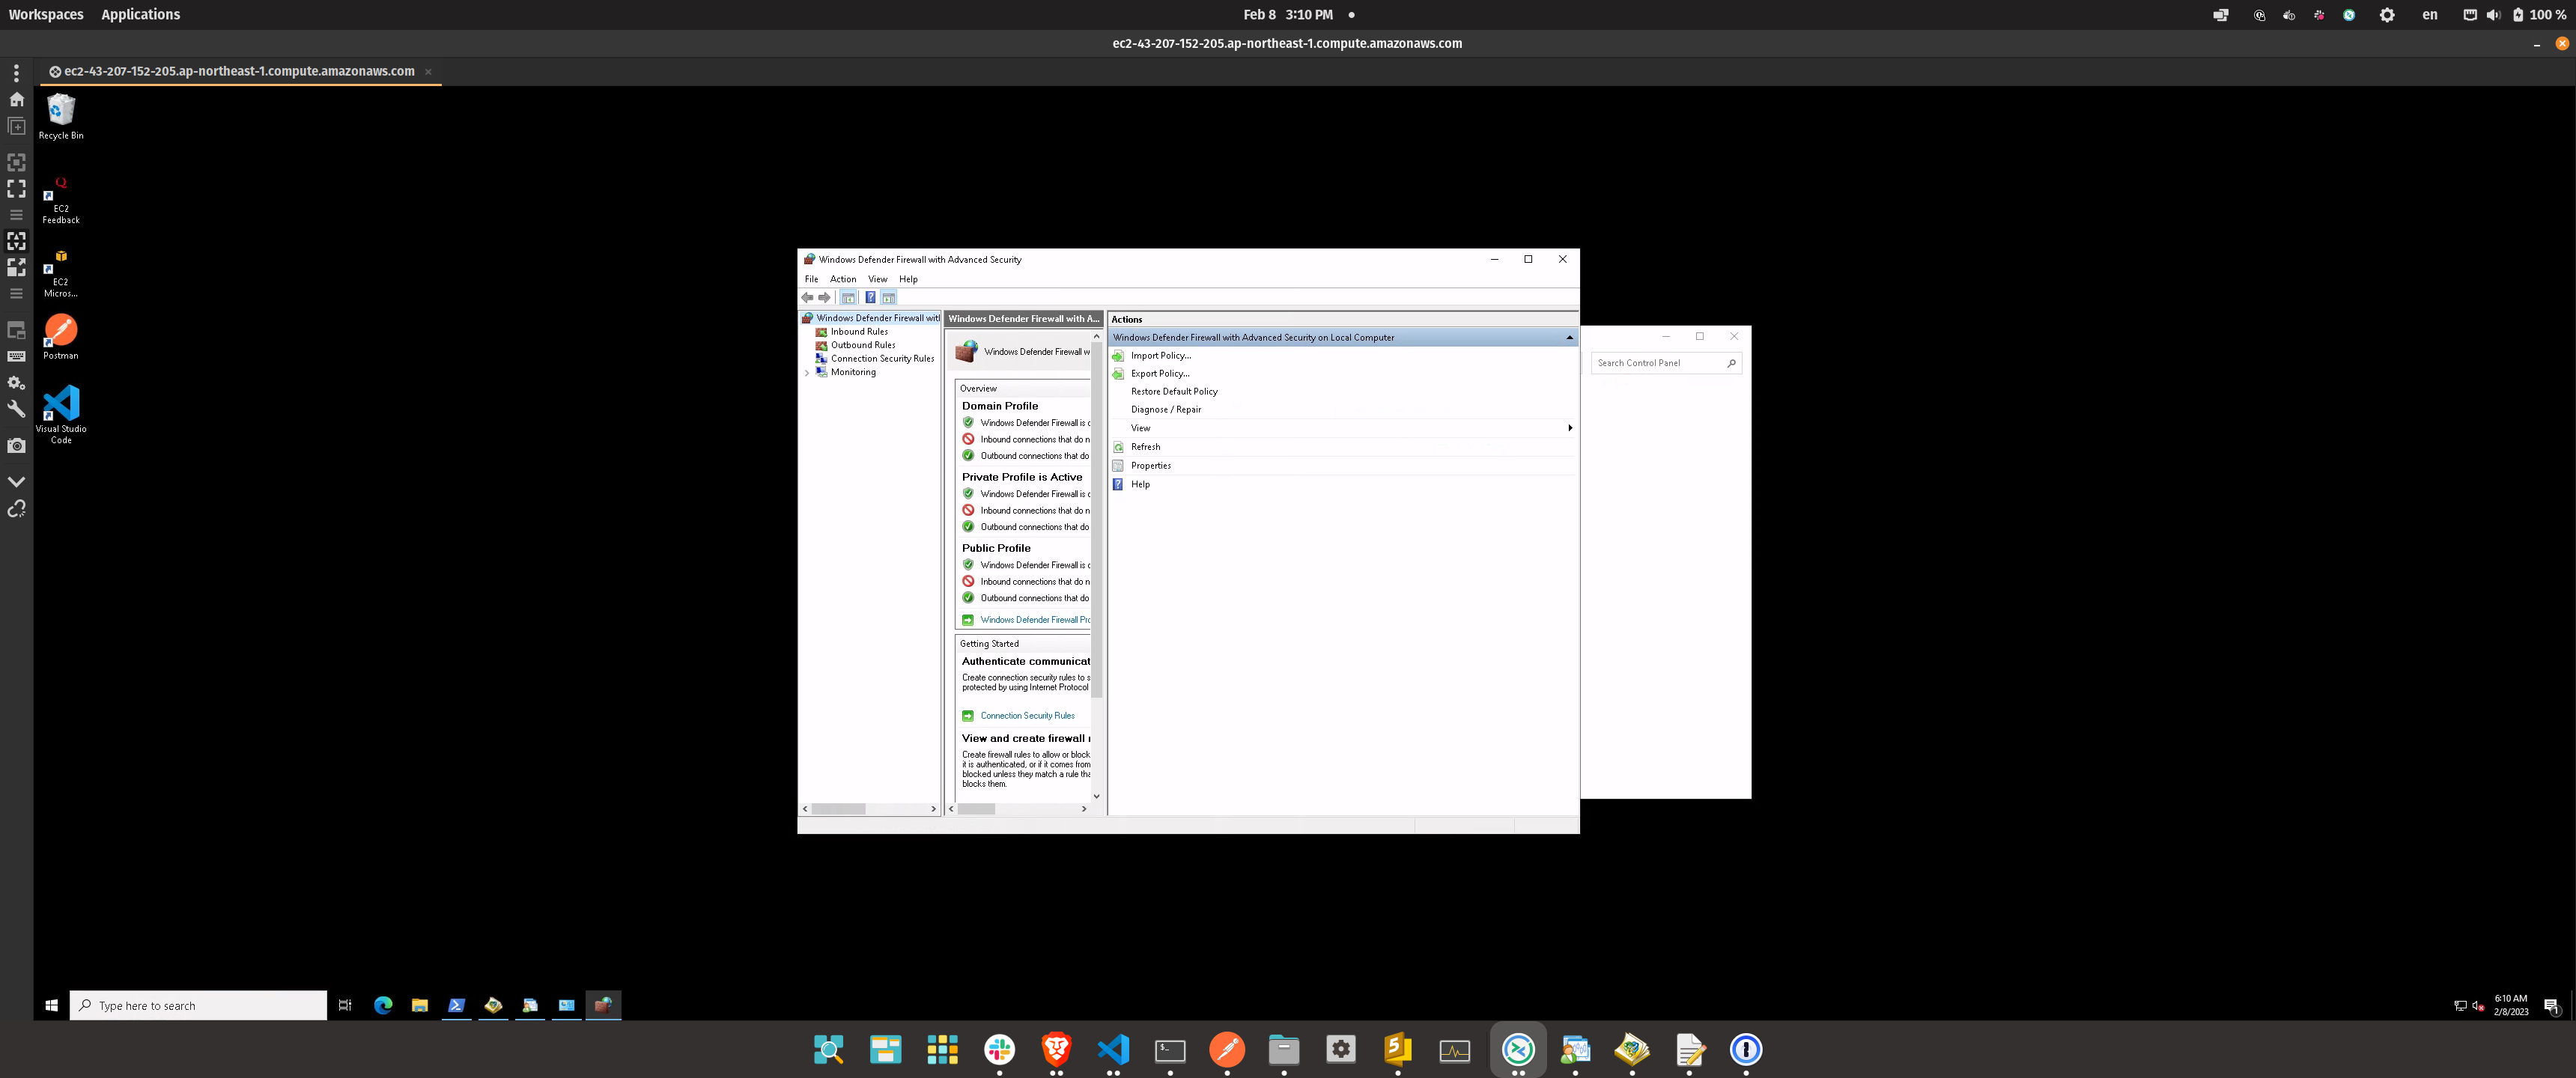 Workspaces Applications
Feb 8 3:10 PM
en
100 %
ec2-43-207-152-205.ap-northeast-1.compute.amazonaws.com
ec2-43-207-152-205.ap-northeast-1.compute.amazonaws.com
Recycle Bin
EC2
Feedback
EC2
Micros...
Postman
Visual Studio
Code
Windows Defender Firewall with Advanced Security
File Action View Help
Windows Defender Firewall wit
Inbound Rules
Outbound Rules
Connection Security Rules
Monitoring
Windows Defender Firewall with A...
Windows Defender Firewall w
Overview
Domain Profile
Windows Defender Firewall is
Inbound connections that do n
Outbound connections that do
Private Profile is Active
Windows Defender Firewall is
Inbound connections that do n
Outbound connections that do
Public Profile
Windows Defender Firewall is
Inbound connections that do n
Outbound connections that do
Windows Defender Firewall Pro
Getting Started
Authenticate communicat
Create connection security rules to s
protected by using Internet Protocol
Connection Security Rules
View and create firewall
Create firewall rules to allow or block
it is authenticated, or if it comes from
blocked unless they match a rule tha
blocks them.
Actions
Windows Defender Firewall with Advanced Security on Local Computer
Import Policy...
Export Policy...
Restore Default Policy
Diagnose / Repair
View
Refresh
Properties
Help
Search Control Panel
Type here to search
6:10 AM
2/8/2023
1